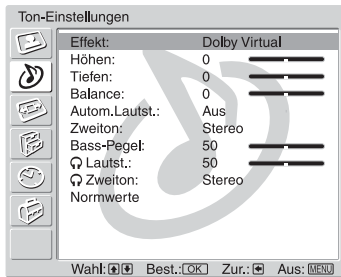 Ton-Einstellungen
Effekt: Dolby Virtual
Höhen: 0
Tiefen: 0
Balance: 0
Autom.Lautst.: Aus
Zweiton: Stereo
Bass-Pegel: 50
Lautst.: 50
Zweiton: Stereo
Normwerte
Wahl: Best.: OK Zur.: Aus: MENU